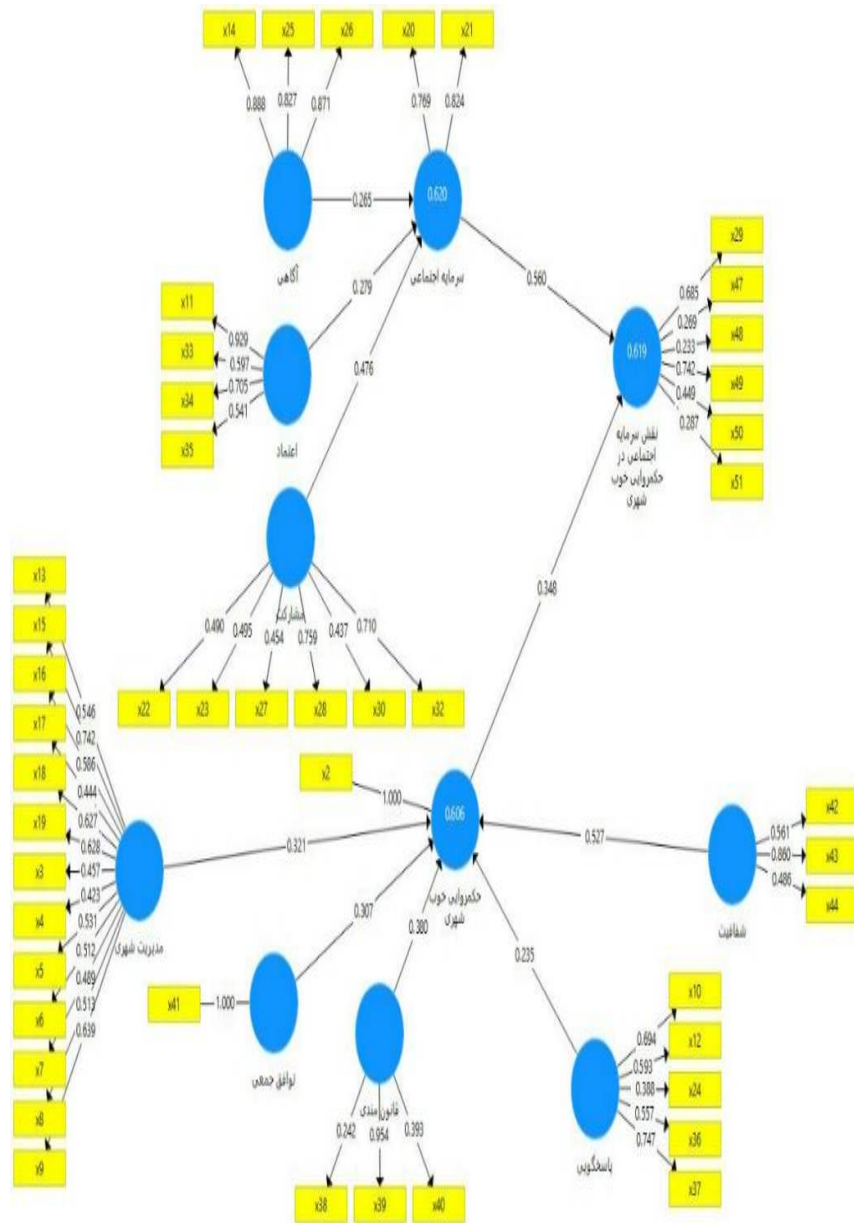 x14
x25
x26
x20
x21
0.888
0.827
0.871
0.769
0.824
0.620
0.265
آگاهی
سرمایه اجتماعی
0.279
0.560
x11
x33
x34
x35
0.929
0.597
0.705
0.541
اعتماد
0.476
x29
x47
x48
x49
x50
x51
0.685
0.269
0.233
0.742
0.449
0.287
0.619
نقش سرمایه
اجتماعی در
حکمروایی خوب
شهری
مشارکت
0.490
0.495
0.454
0.759
0.437
0.710
x22
x23
x27
x28
x30
x32
0.348
x13
x15
x16
x17
x18
x19
x3
x4
x5
x6
x7
x8
x9
0.546
0.742
0.586
0.444
0.627
0.628
0.457
0.423
0.531
0.512
0.489
0.513
0.639
مدیریت شهری
0.321
x2
1.000
0.606
حکمروایی خوب
شهری
0.527
x42
x43
x44
0.561
0.860
0.486
شفافیت
0.307
0.380
0.235
x41
1.000
توافق جمعی
قانون مندی
0.242
0.954
0.393
x38
x39
x40
x10
x12
x24
x36
x37
0.694
0.593
0.388
0.557
0.747
پاسخگویی